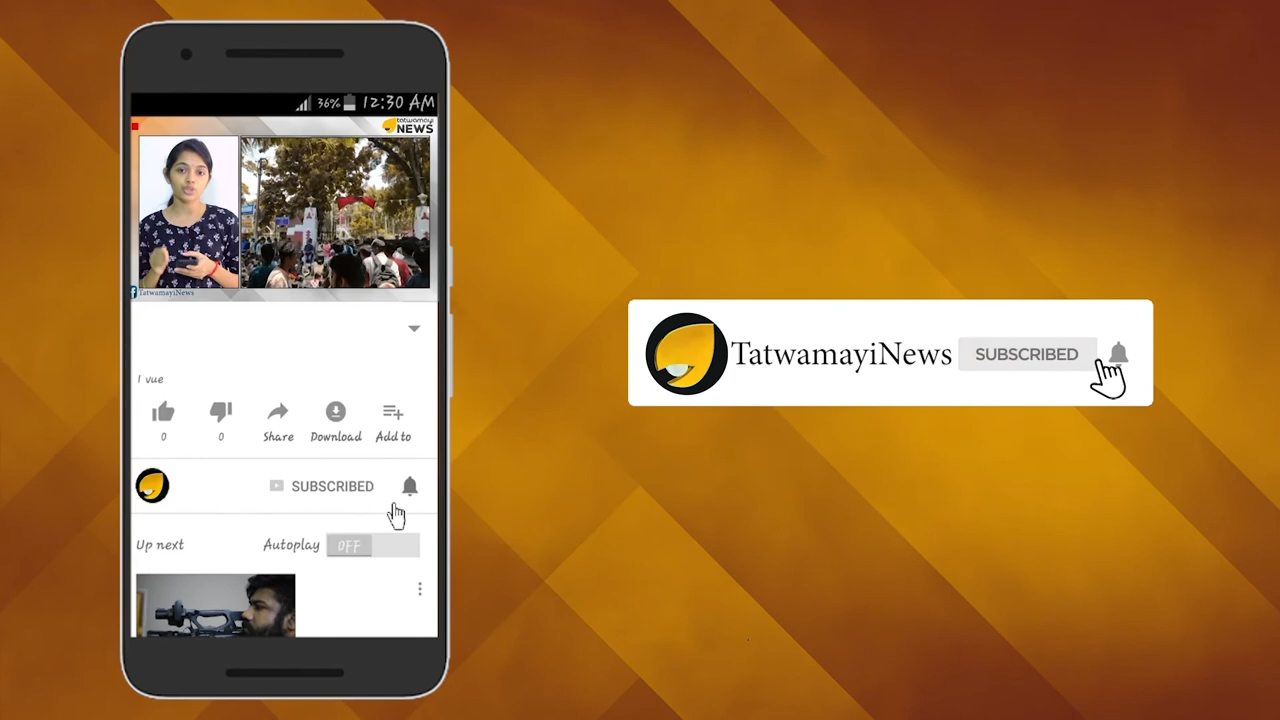 36% 12:30 AM
tatwamayi
NEWS
TatwamayiNews
1 vue
0 0 Share Download Add to
SUBSCRIBED
Up next Autoplay OFF
TatwamayiNews SUBSCRIBED